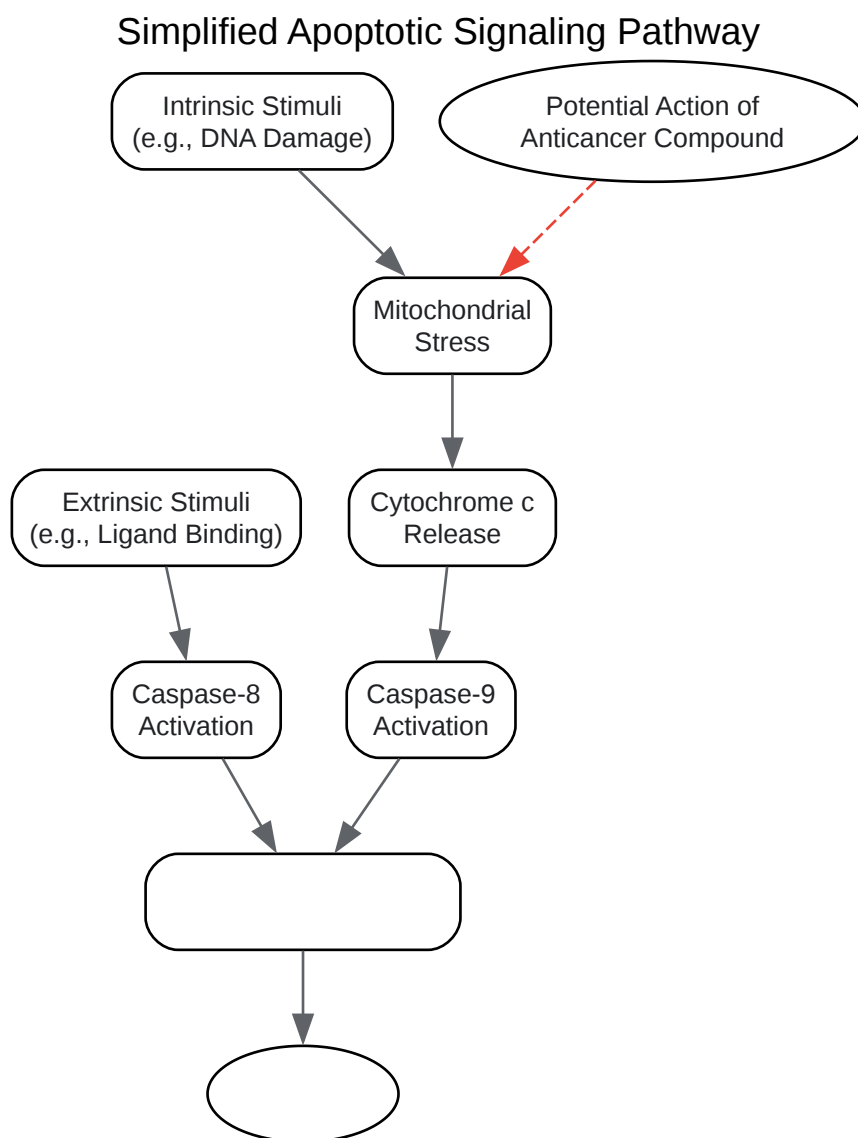 Simplified Apoptotic Signaling Pathway
Intrinsic Stimuli
(e.g., DNA Damage)
Potential Action of
Anticancer Compound
Mitochondrial
Stress
Extrinsic Stimuli
(e.g., Ligand Binding)
Cytochrome c
Release
Caspase-8
Activation
Caspase-9
Activation